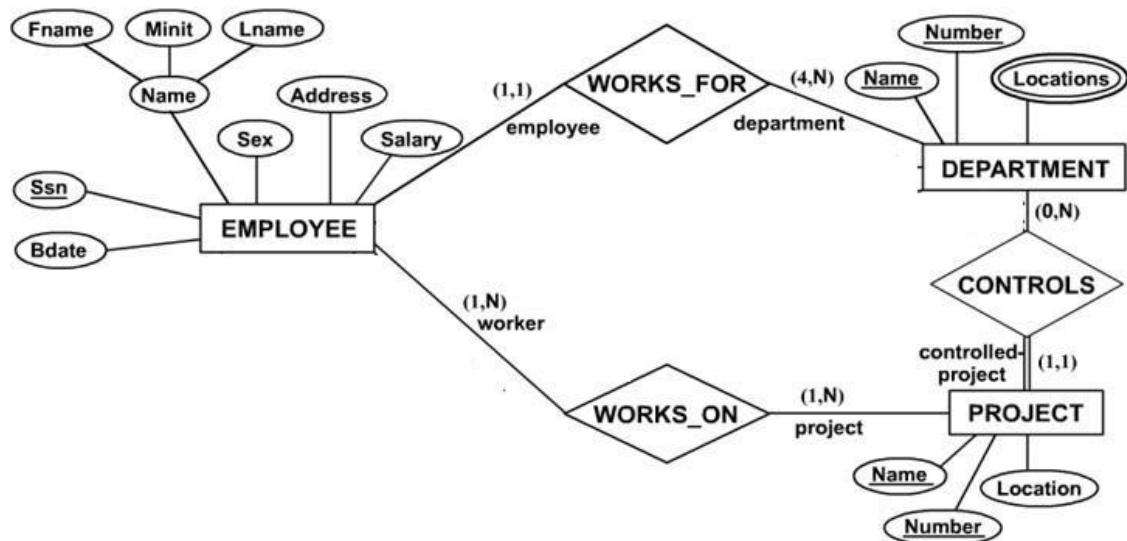 Fname
Minit
Lname
Number
Name
Address
(1,1)
WORKS_FOR
(4,N)
Name
Locations
Sex
Salary
employee
department
Ssn
EMPLOYEE
DEPARTMENT
Bdate
(0,N)
(1,N)
worker
CONTROLS
controlled-
project
(1,1)
WORKS_ON
(1,N)
project
PROJECT
Name
Location
Number